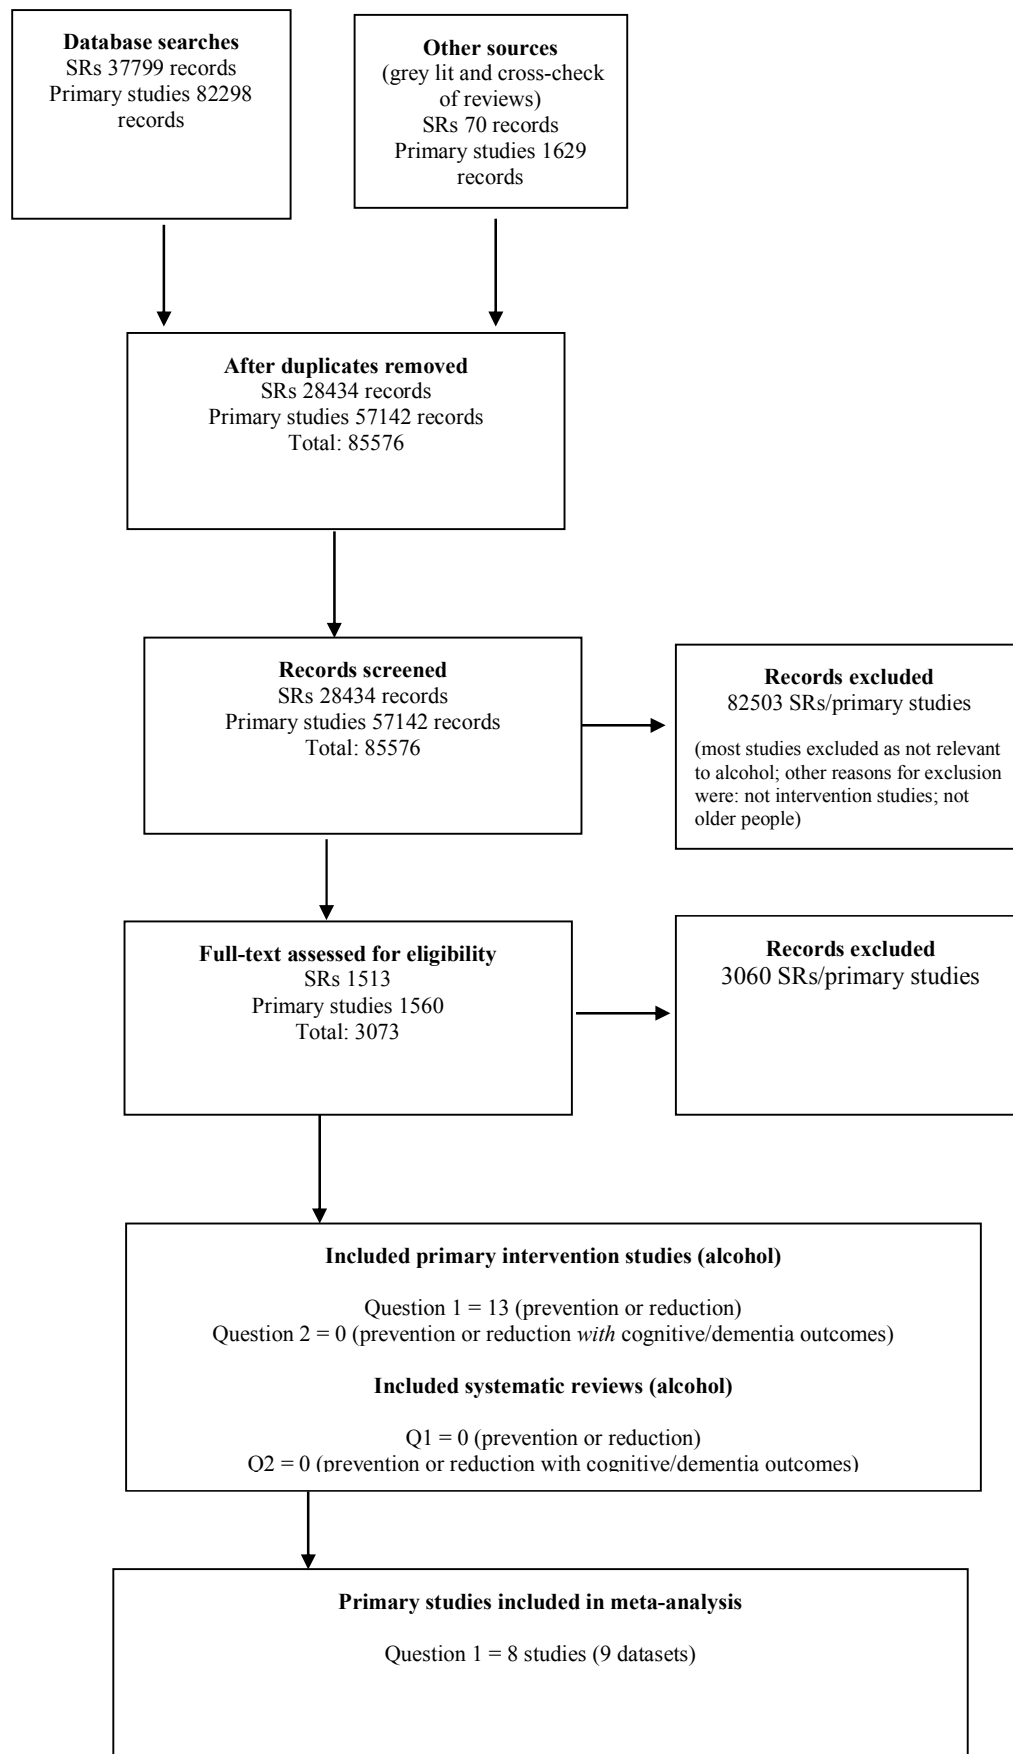 Database searches
SRs 37799 records
Primary studies 82298
records
Other sources
(grey lit and cross-check
of reviews)
SRs 70 records
Primary studies 1629
records
After duplicates removed
SRs 28434 records
Primary studies 57142 records
Total: 85576
Records screened
SRs 28434 records
Primary studies 57142 records
Total: 85576
Records excluded
82503 SRs/primary studies
(most studies excluded as not relevant
to alcohol; other reasons for exclusion
were: not intervention studies; not
older people)
Full-text assessed for eligibility
SRs 1513
Primary studies 1560
Total: 3073
Records excluded
3060 SRs/primary studies
Included primary intervention studies (alcohol)
Question 1 = 13 (prevention or reduction)
Question 2 = 0 (prevention or reduction with cognitive/dementia outcomes)
Included systematic reviews (alcohol)
Q1 = 0 (prevention or reduction)
Q2 = 0 (prevention or reduction with cognitive/dementia outcomes)
Primary studies included in meta-analysis
Question 1 = 8 studies (9 datasets)